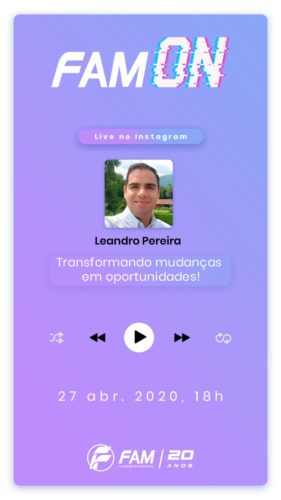 FAM ON
Live no Instagram
Leandro Pereira
Transformando mudanças
em oportunidades!
27 abr. 2020, 18h
FAM 20
ANOS